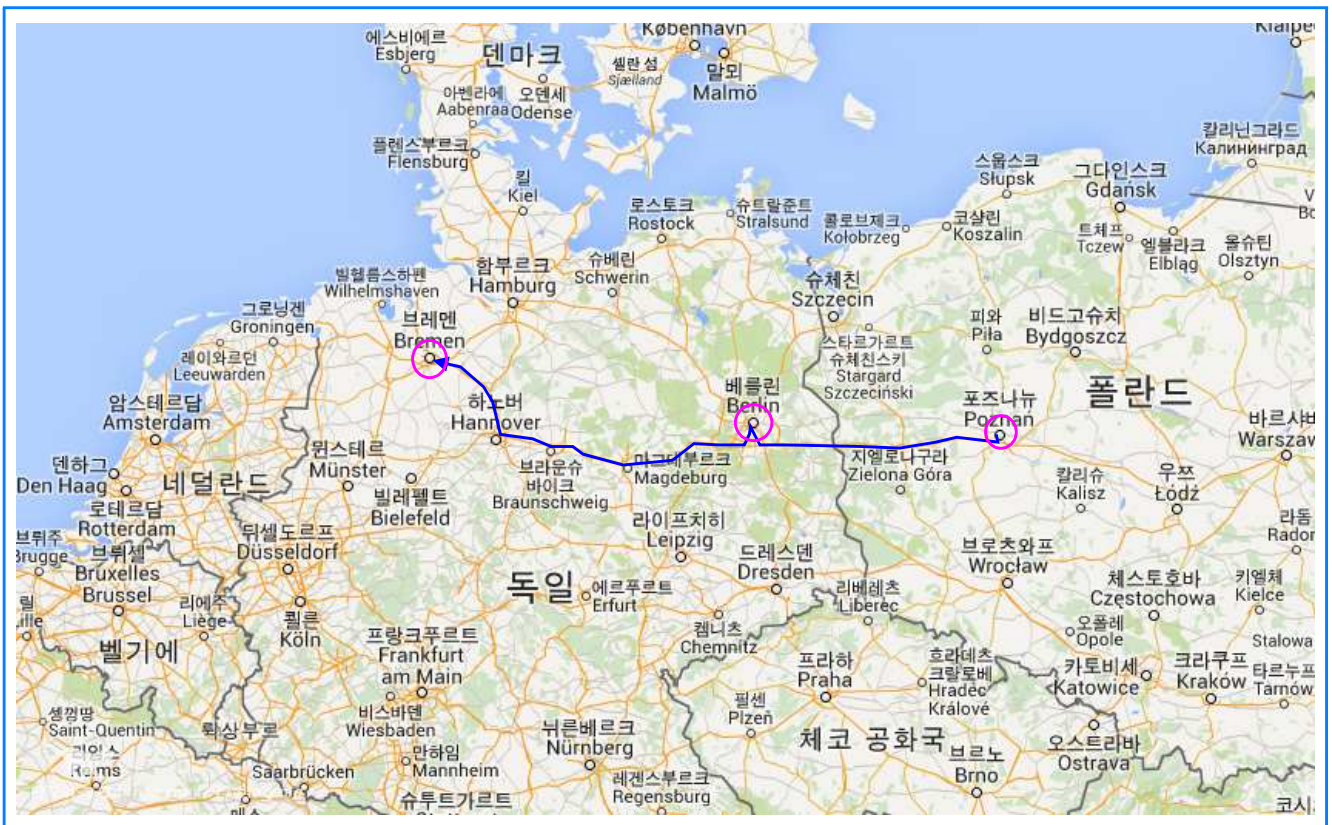 에스비에르
Esbjerg
덴마크
København
셸란 섬
Sjælland
말뫼
Malmö
아벤라에
Aabenraa
오덴세
Odense
플렌스부르크
Flensburg
킬
Kiel
로스토크
Rostock
슈트랄준트
Stralsund
콜로브제크
Kołobrzeg
코샬린
Koszalin
스웁스크
Słupsk
그다인스크
Gdańsk
칼리닌그라드
Калининград
트체프
Tczew
엘블라크
Elbląg
올슈틴
Olsztyn
빌헬름스하펜
Wilhelmshaven
함부르크
Hamburg
슈베린
Schwerin
슈체친
Szczecin
그로닝겐
Groningen
브레멘
Bremen
레이와르던
Leeuwarden
스타르가르트
슈체친스키
Stargard
Szczeciński
피와
Piła
비드고슈치
Bydgoszcz
암스테르담
Amsterdam
하노버
Hannover
베를린
Berlin
포즈나뉴
Poznań
폴란드
바르샤바
Warszaw
덴하그
Den Haag
네덜란드
뮌스테르
Münster
빌레펠트
Bielefeld
브라운슈
바이크
Braunschweig
마그데부르크
Magdeburg
지엘로나구라
Zielona Góra
칼리슈
Kalisz
우쯔
Łódź
로테르담
Rotterdam
뒤셀도르프
Düsseldorf
라이프치히
Leipzig
드레스덴
Dresden
브로츠와프
Wrocław
라돔
Rador
브뤼주
Brugge
브뤼셀
Bruxelles
Brussel
리에주
Liège
쾰른
Köln
독일
에르푸르트
Erfurt
리베레츠
Liberec
체스토호바
Częstochowa
키엘체
Kielce
릴
Lille
벨기에
프랑크푸르트
Frankfurt
am Main
켐니츠
Chemnitz
프라하
Praha
흐라데츠
크랄로베
Hradec
Králové
오폴레
Opole
카토비세
Katowice
크라쿠프
Kraków
Stalowa
타르누프
Tarnów
생껑땅
Saint-Quentin
룩상부르
비스바덴
Wiesbaden
뉘른베르크
Nürnberg
필센
Plzeň
체코 공화국
브르노
Brno
오스트라바
Ostrava
Reims
Saarbrücken
만하임
Mannheim
슈투트가르트
레겐스부르크
Regensburg